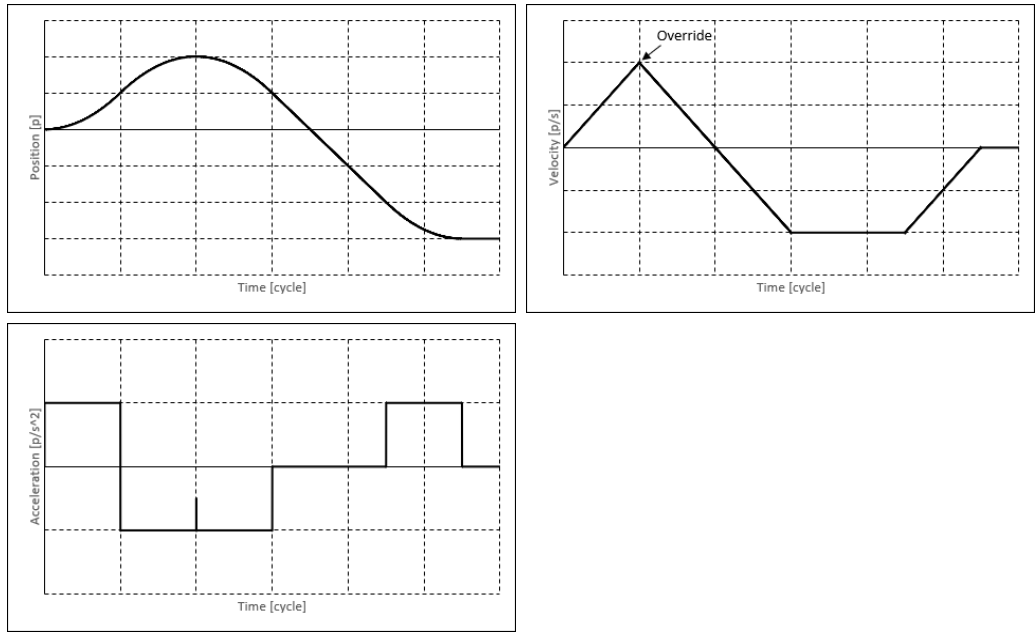 Position [p]
Time [cycle]
Override
Velocity [p/s]
Time [cycle]
Acceleration [p/s^2]
Time [cycle]